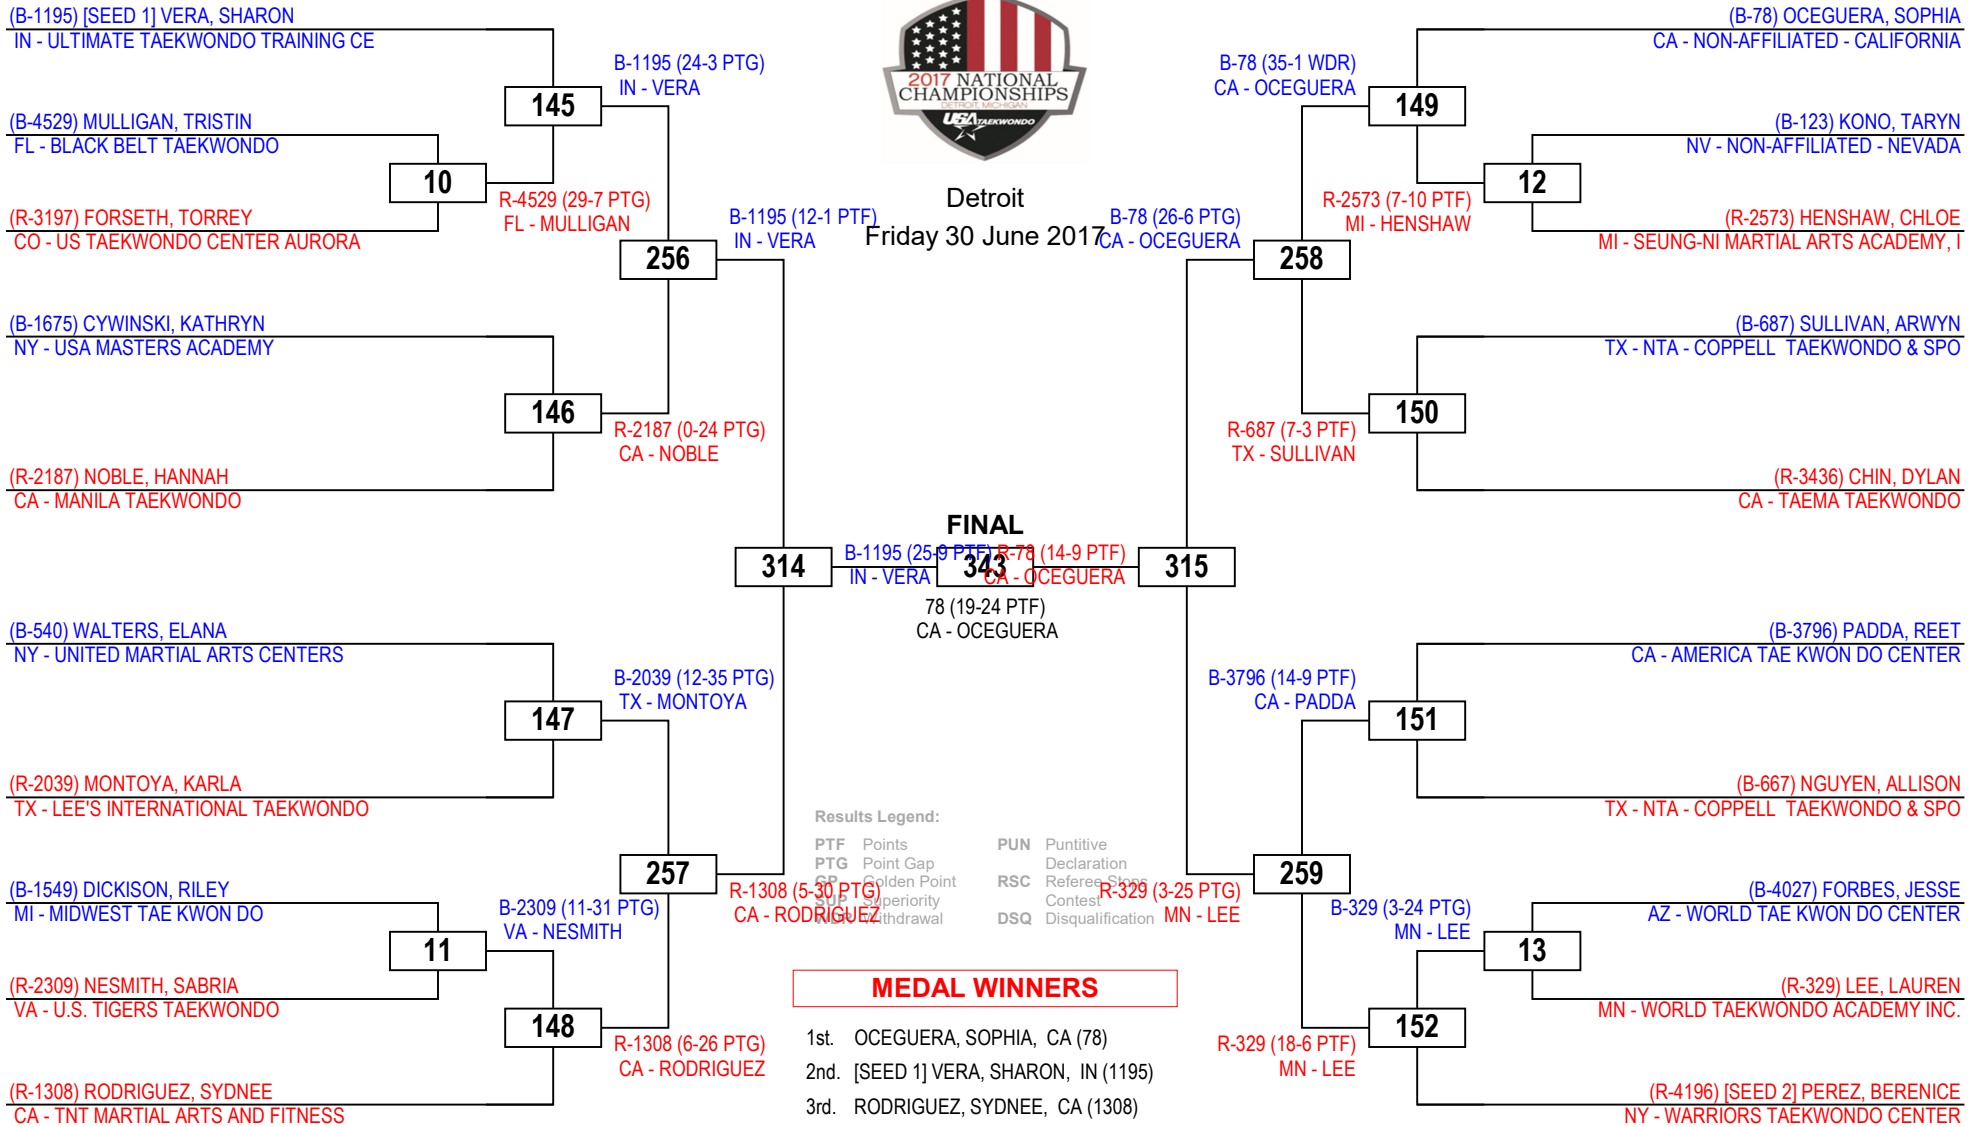 (B-1195) [SEED 1] VERA, SHARON
IN - ULTIMATE TAEKWONDO TRAINING CE
(B-4529) MULLIGAN, TRISTIN
FL - BLACK BELT TAEKWONDO
(R-3197) FORSETH, TORREY
CO - US TAEKWONDO CENTER AURORA
(B-1675) CYWINSKI, KATHRYN
NY - USA MASTERS ACADEMY
(R-2187) NOBLE, HANNAH
CA - MANILA TAEKWONDO
(B-540) WALTERS, ELANA
NY - UNITED MARTIAL ARTS CENTERS
(R-2039) MONTOYA, KARLA
TX - LEE'S INTERNATIONAL TAEKWONDO
(B-1549) DICKISON, RILEY
MI - MIDWEST TAE KWON DO
(R-2309) NESMITH, SABRIA
VA - U.S. TIGERS TAEKWONDO
(R-1308) RODRIGUEZ, SYDNEE
CA - TNT MARTIAL ARTS AND FITNESS
10
R-4529 (29-7 PTG)
FL - MULLIGAN
11
B-2309 (11-31 PTG)
VA - NESMITH
145
B-1195 (24-3 PTG)
IN - VERA
146
R-2187 (0-24 PTG)
CA - NOBLE
147
B-2039 (12-35 PTG)
TX - MONTOYA
148
R-1308 (6-26 PTG)
CA - RODRIGUEZ
256
B-1195 (12-1 PTF)
IN - VERA
257
R-1308 (5-30 PTG)
CA - RODRIGUEZ
314
B-1195 (25-9 PTF)
IN - VERA
2017 NATIONAL
CHAMPIONSHIPS
DETROIT, MICHIGAN
USA TAEKWONDO
Detroit
Friday 30 June 2017
FINAL
343
78 (19-24 PTF)
CA - OCEGUERA
R-78 (14-9 PTF)
CA - OCEGUERA
315
B-78 (26-6 PTG)
CA - OCEGUERA
258
R-329 (3-25 PTG)
MN - LEE
259
B-78 (35-1 WDR)
CA - OCEGUERA
149
R-687 (7-3 PTF)
TX - SULLIVAN
150
B-3796 (14-9 PTF)
CA - PADDA
151
R-329 (18-6 PTF)
MN - LEE
152
R-2573 (7-10 PTF)
MI - HENSHAW
12
B-329 (3-24 PTG)
MN - LEE
13
(B-78) OCEGUERA, SOPHIA
CA - NON-AFFILIATED - CALIFORNIA
(B-123) KONO, TARYN
NV - NON-AFFILIATED - NEVADA
(R-2573) HENSHAW, CHLOE
MI - SEUNG-NI MARTIAL ARTS ACADEMY, I
(B-687) SULLIVAN, ARWYN
TX - NTA - COPPELL TAEKWONDO & SPO
(R-3436) CHIN, DYLAN
CA - TAEMA TAEKWONDO
(B-3796) PADDA, REET
CA - AMERICA TAE KWON DO CENTER
(B-667) NGUYEN, ALLISON
TX - NTA - COPPELL TAEKWONDO & SPO
(B-4027) FORBES, JESSE
AZ - WORLD TAE KWON DO CENTER
(R-329) LEE, LAUREN
MN - WORLD TAEKWONDO ACADEMY INC.
(R-4196) [SEED 2] PEREZ, BERENICE
NY - WARRIORS TAEKWONDO CENTER
Results Legend:
PTF Points
PTG Point Gap
GP Golden Point
SUP Superiority
WDR Withdrawal
PUN Puntitive
Declaration
RSC Referee Stops
Contest
DSQ Disqualification
MEDAL WINNERS
1st. OCEGUERA, SOPHIA, CA (78)
2nd. [SEED 1] VERA, SHARON, IN (1195)
3rd. RODRIGUEZ, SYDNEE, CA (1308)